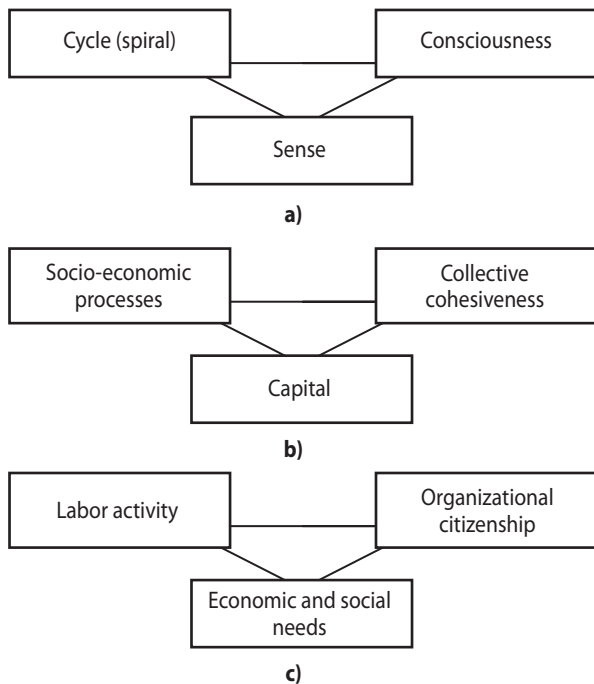 Cycle (spiral)
Consciousness
Sense
a)
Socio-economic
processes
Collective
cohesiveness
Capital
b)
Labor activity
Organizational
citizenship
Economic and social
needs
c)